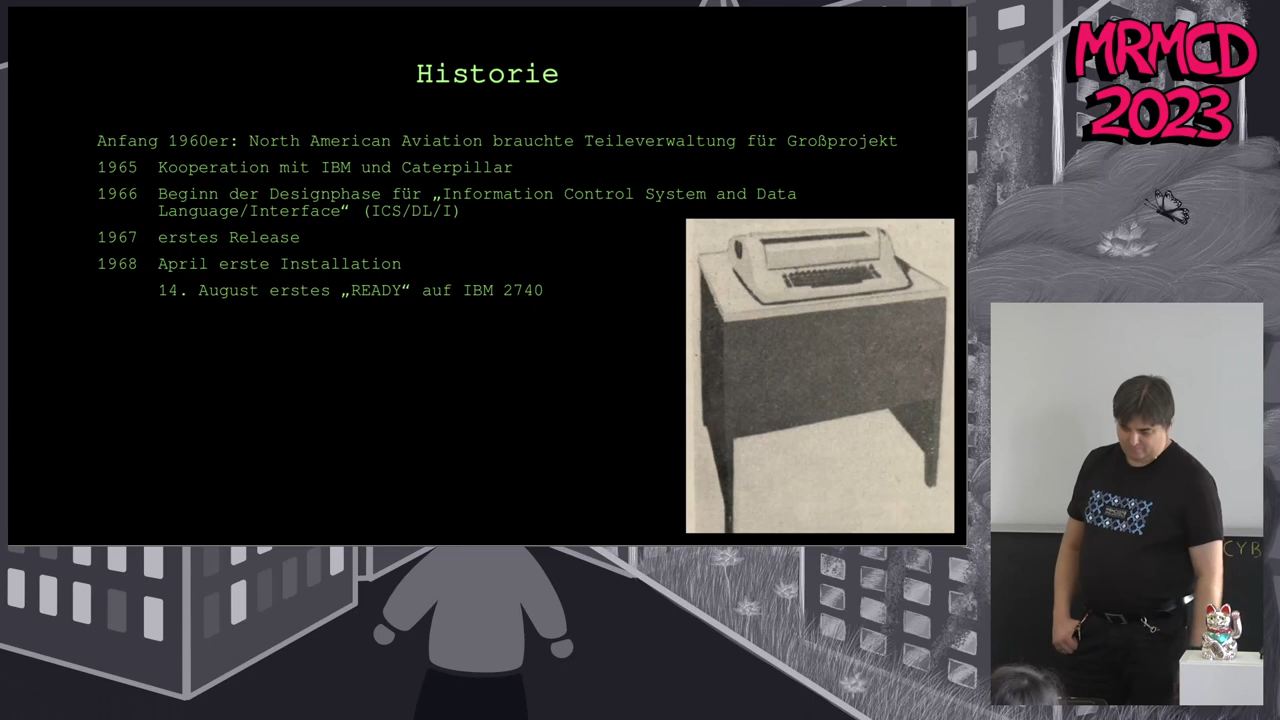 Historie
Anfang 1960er: North American Aviation brauchte Teileverwaltung für Großprojekt
1965 Kooperation mit IBM und Caterpillar
1966 Beginn der Designphase für „Information Control System and Data
Language/Interface“ (ICS/DL/I)
1967 erstes Release
1968 April erste Installation
14. August erstes „READY“ auf IBM 2740
MRMCD
2023
CYB